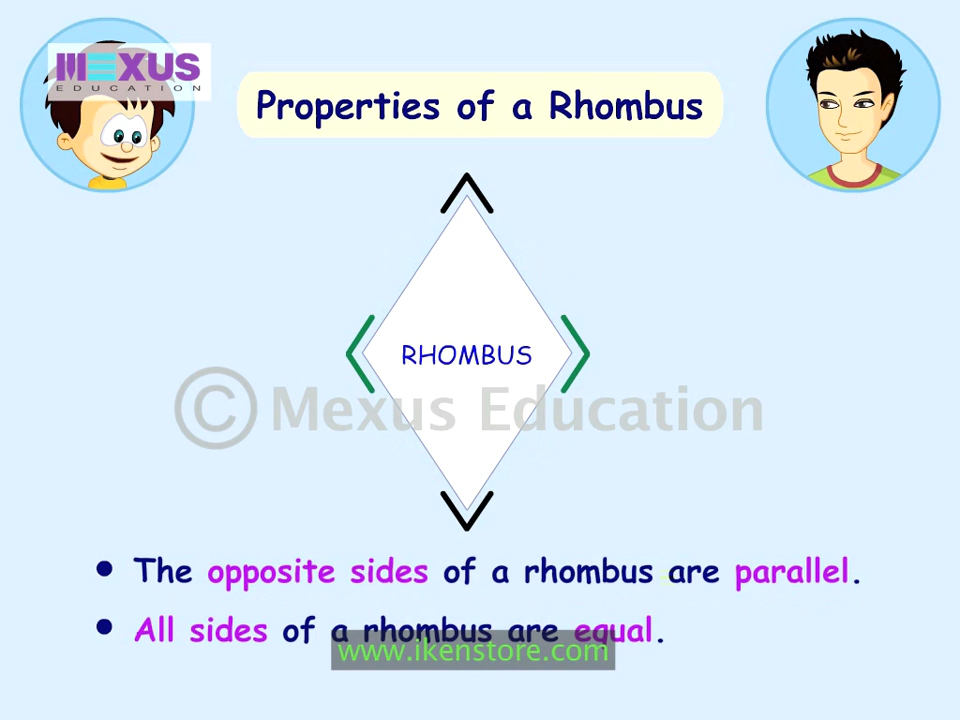 MEXUS
EDUCATION
Properties of a Rhombus
RHOMBUS
© Mexus Education
• The opposite sides of a rhombus are parallel.
• All sides of a rhombus are equal.
www.ikenstore.com